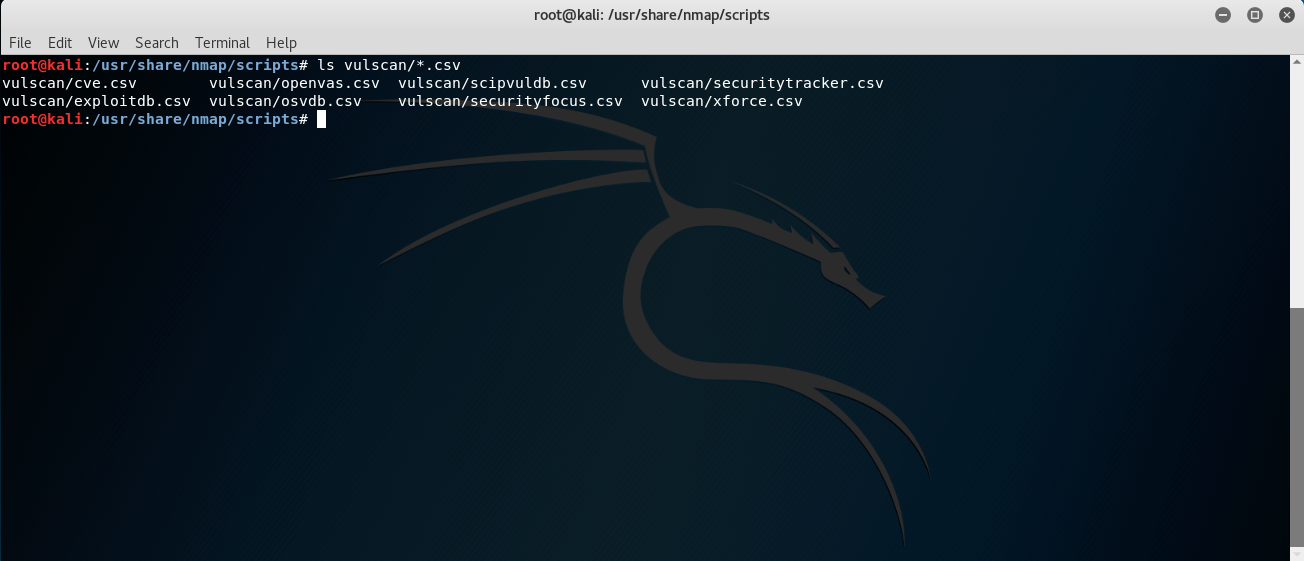 root@kali: /usr/share/nmap/scripts
File Edit View Search Terminal Help
root@kali:/usr/share/nmap/scripts# ls vulscan/*.csv
vulscan/cve.csv vulscan/openvas.csv vulscan/scipvuldb.csv vulscan/securitytracker.csv
vulscan/exploitdb.csv vulscan/osvdb.csv vulscan/securityfocus.csv vulscan/xforce.csv
root@kali:/usr/share/nmap/scripts#